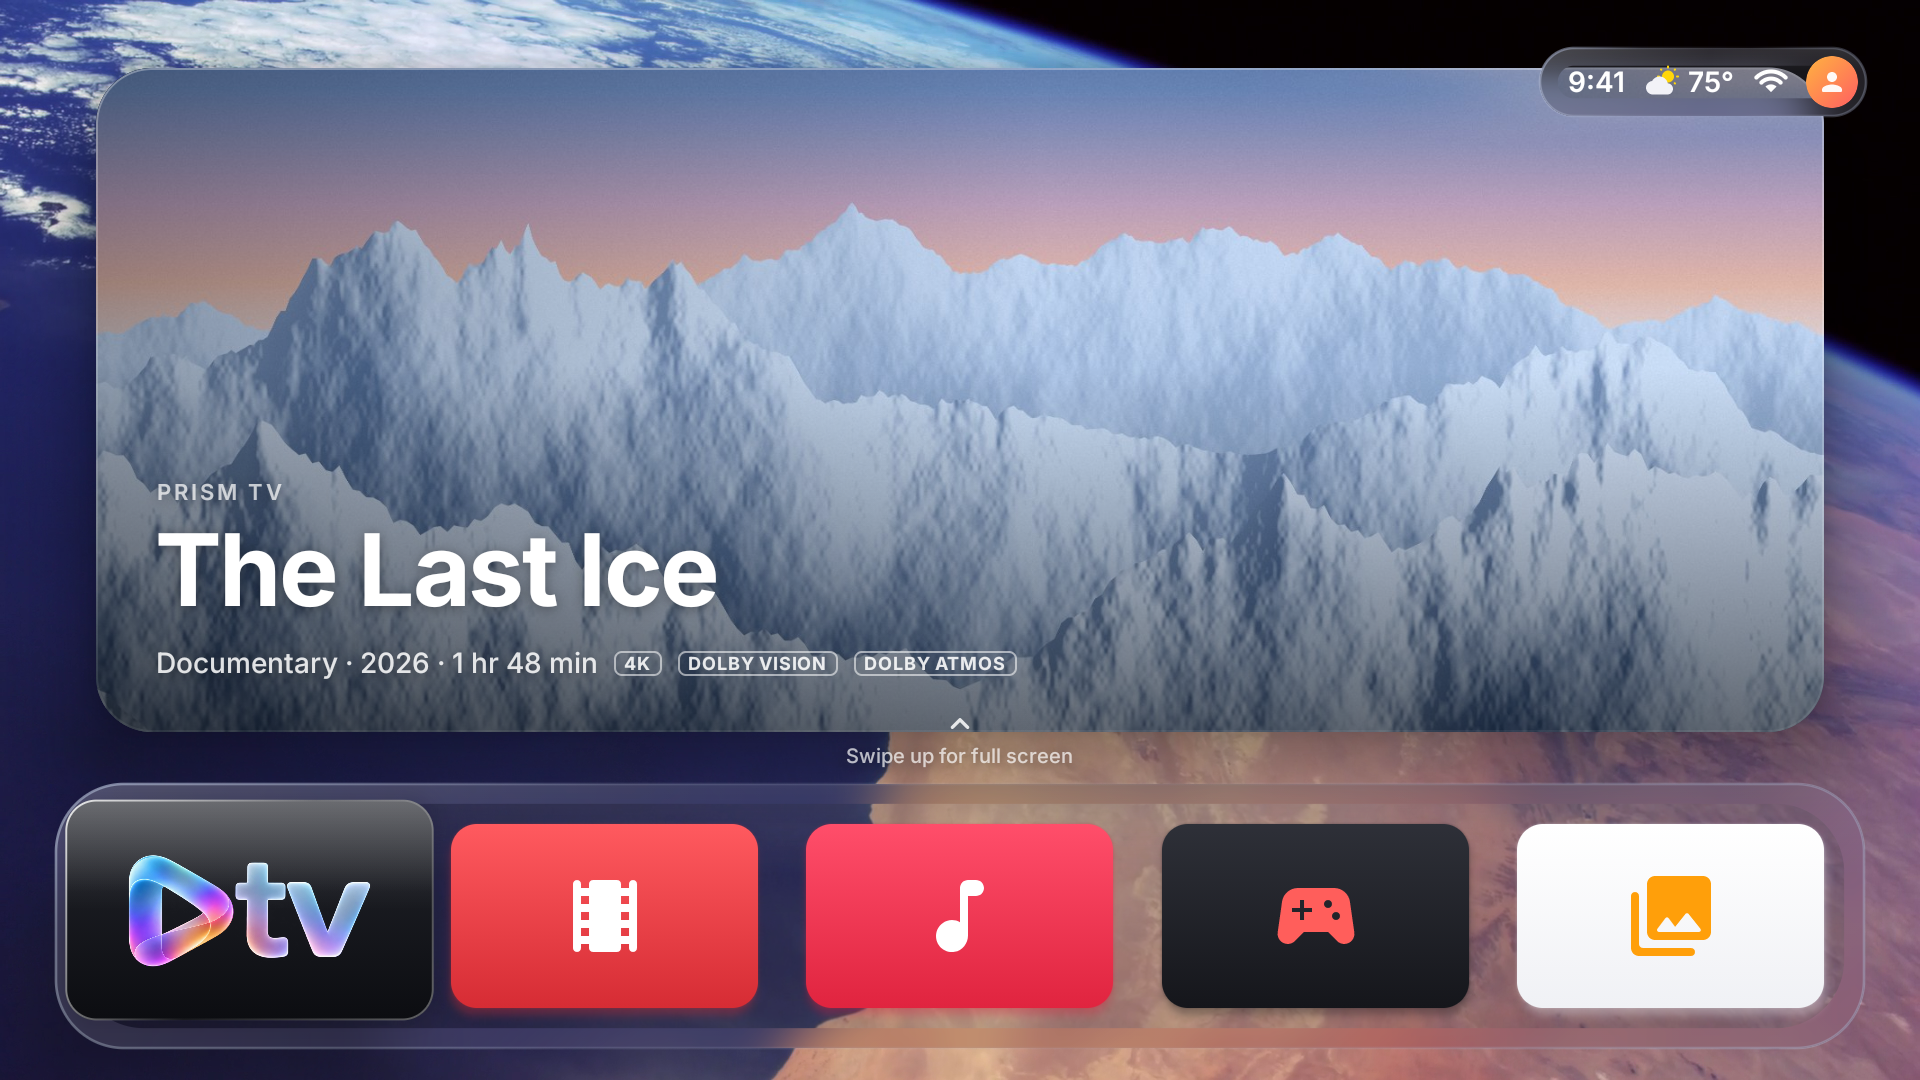 9:41 75°
PRISM TV
The Last Ice
Documentary · 2026 · 1 hr 48 min 4K DOLBY VISION DOLBY ATMOS
Swipe up for full screen
tv